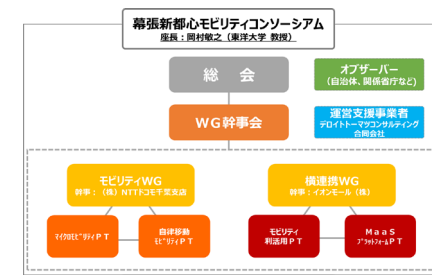 幕張新都心モビリティコンソーシアム
座長：岡村敏之（東洋大学 教授）
総　会
オブザーバー
（自治体、関係省庁など）
WG幹事会
運営支援事業者
デロイトトーマツコンサルティング
合同会社
モビリティWG
幹事：（株）NTTドコモ千葉支店
横連携WG
幹事：イオンモール（株）
マイクロモビリティPT
自律移動
モビリティPT
モビリティ
利活用PT
MaaS
プラットフォームPT